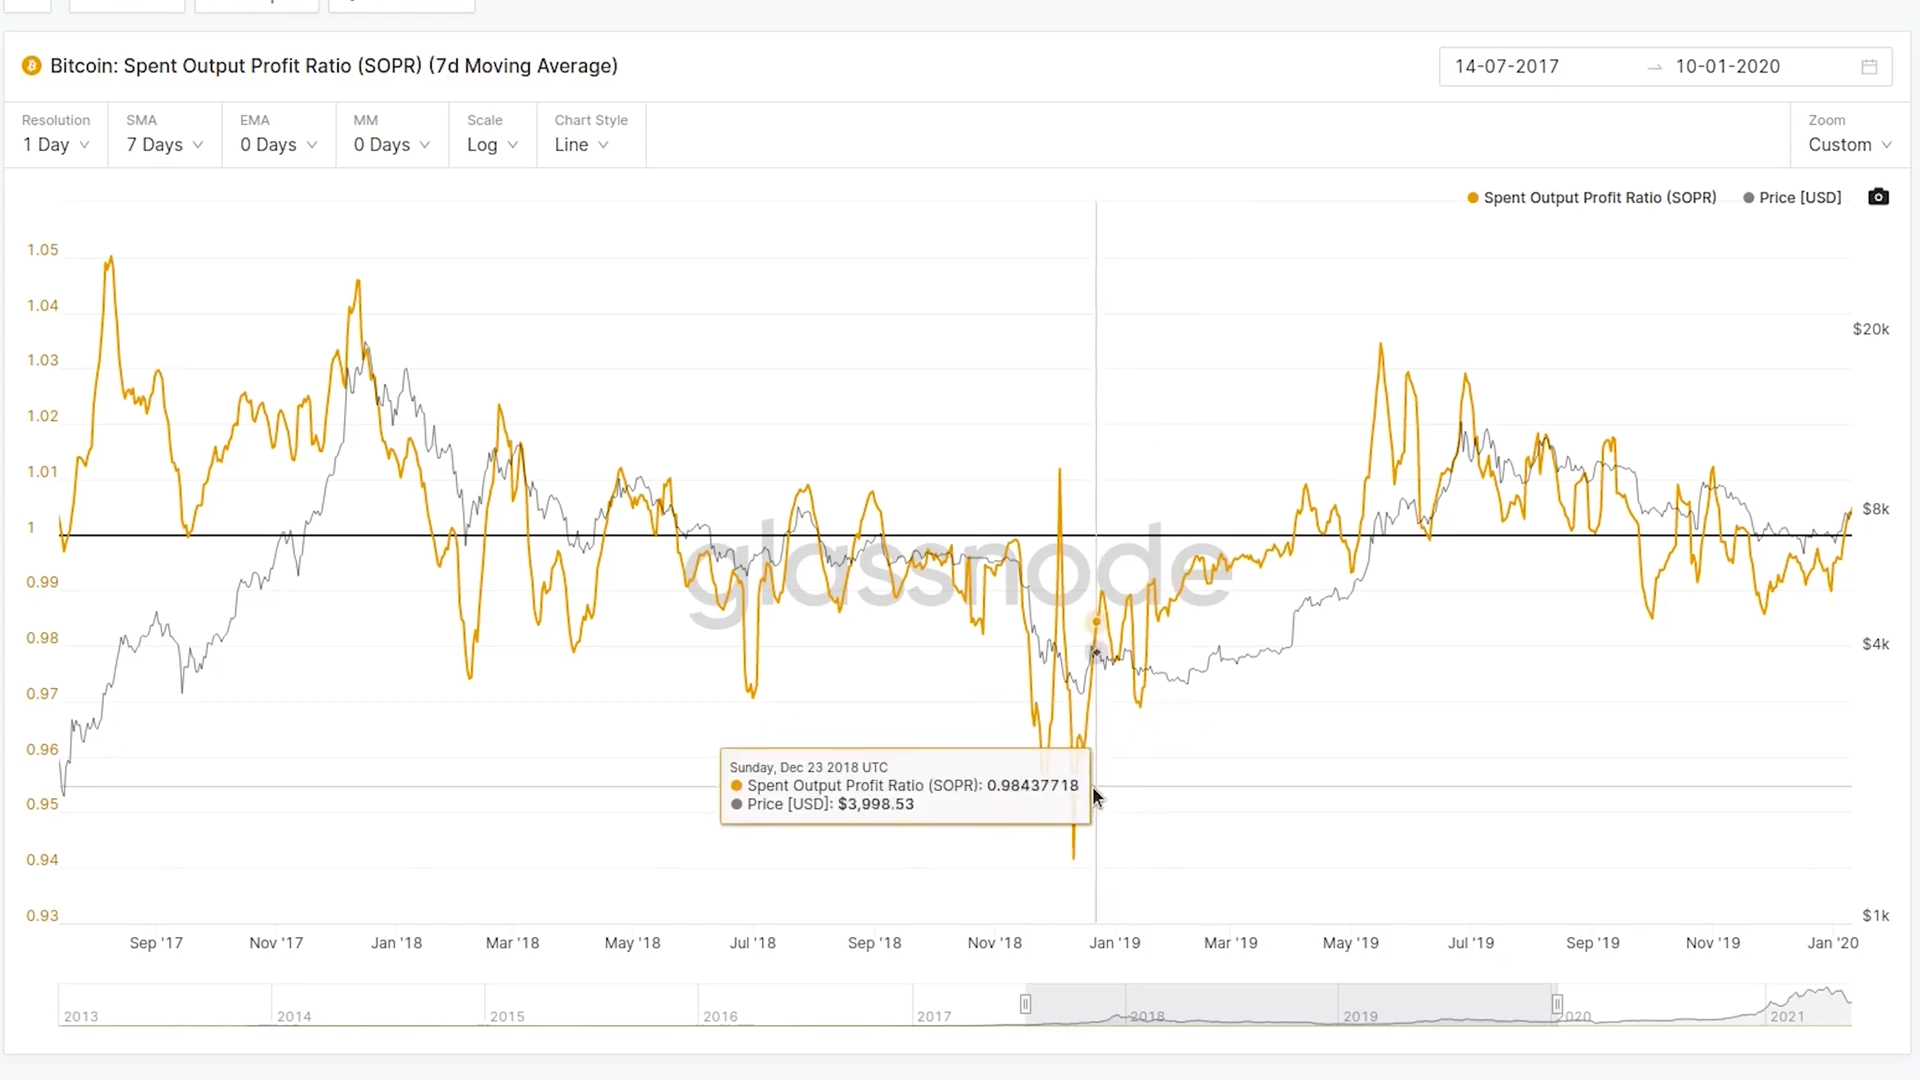 Bitcoin: Spent Output Profit Ratio (SOPR) (7d Moving Average)
14-07-2017 → 10-01-2020
Resolution SMA EMA MM Scale Chart Style Zoom
1 Day 7 Days 0 Days 0 Days Log Line Custom
Spent Output Profit Ratio (SOPR) Price [USD]
1.05
1.04
1.03
1.02
1.01
1
0.99
0.98
0.97
0.96
0.95
0.94
0.93
$20k
$8k
$4k
$1k
glassnode
Sunday, Dec 23 2018 UTC
Spent Output Profit Ratio (SOPR): 0.98437718
Price [USD]: $3,998.53
Sep '17 Nov '17 Jan '18 Mar '18 May '18 Jul '18 Sep '18 Nov '18 Jan '19 Mar '19 May '19 Jul '19 Sep '19 Nov '19 Jan '20
2013 2014 2015 2016 2017 2018 2019 2020 2021